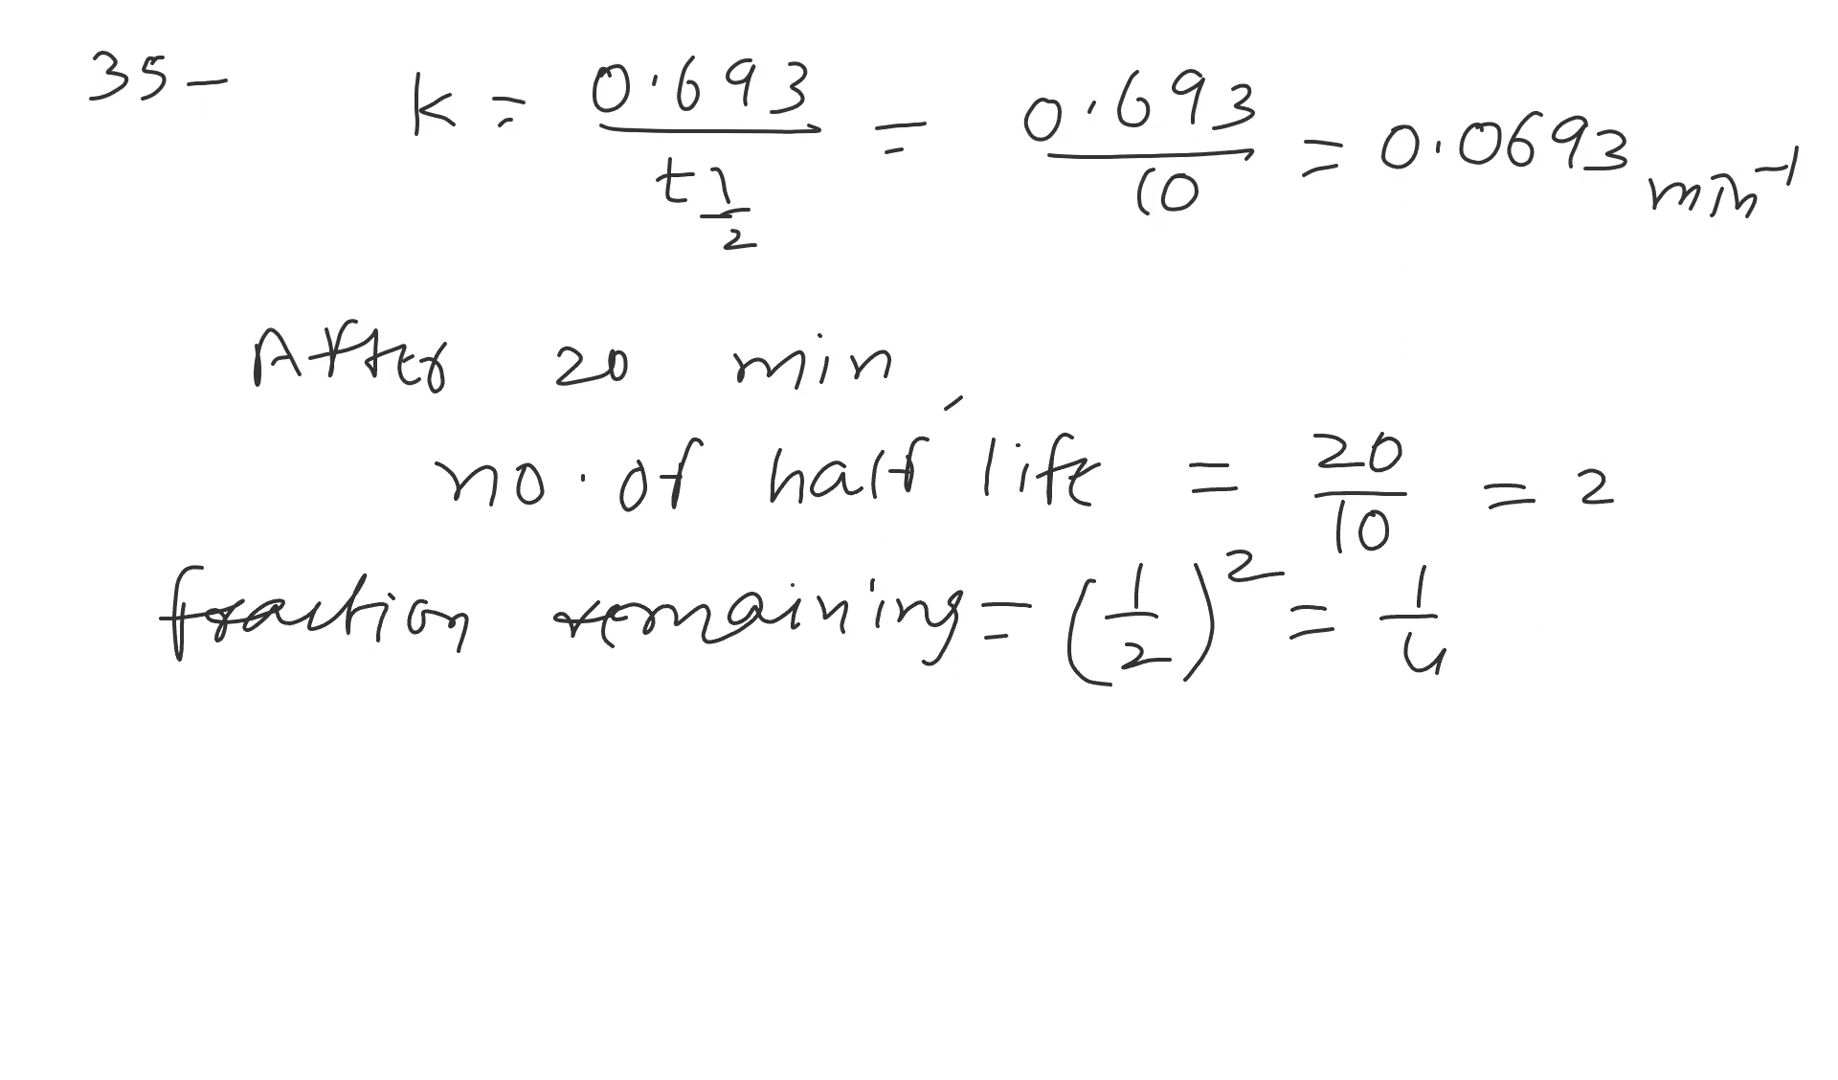 35- k = 0.693 / t1/2 = 0.693 / 10 = 0.0693 min⁻¹
After 20 min,
no. of half life = 20/10 = 2
fraction remaining = (1/2)² = 1/4